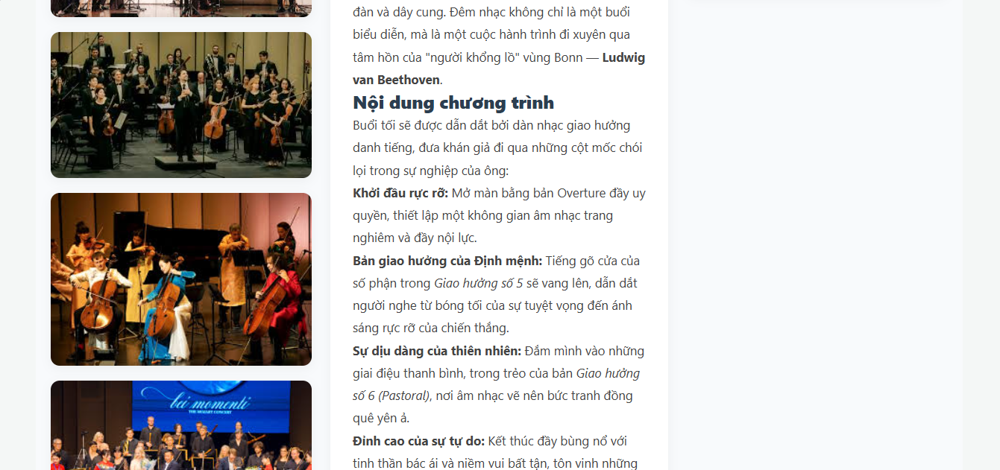 đàn và dây cung. Đêm nhạc không chỉ là một buổi
biểu diễn, mà là một cuộc hành trình đi xuyên qua
tâm hồn của "người khổng lồ" vùng Bonn — Ludwig
van Beethoven.
Nội dung chương trình
Buổi tối sẽ được dẫn dắt bởi dàn nhạc giao hưởng
danh tiếng, đưa khán giả đi qua những cột mốc chói
lọi trong sự nghiệp của ông:
Khởi đầu rực rỡ: Mở màn bằng bản Overture đầy uy
quyền, thiết lập một không gian âm nhạc trang
nghiêm và đầy nội lực.
Bản giao hưởng của Định mệnh: Tiếng gõ cửa của
số phận trong Giao hưởng số 5 sẽ vang lên, dẫn dắt
người nghe từ bóng tối của sự tuyệt vọng đến ánh
sáng rực rỡ của chiến thắng.
Sự dịu dàng của thiên nhiên: Đắm mình vào những
giai điệu thanh bình, trong trẻo của bản Giao hưởng
số 6 (Pastoral), nơi âm nhạc vẽ nên bức tranh đồng
quê yên ả.
Đỉnh cao của sự tự do: Kết thúc đầy bùng nổ với
tinh thần bác ái và niềm vui bất tận, tôn vinh những
bei momenti
THE MOZART CONCERT